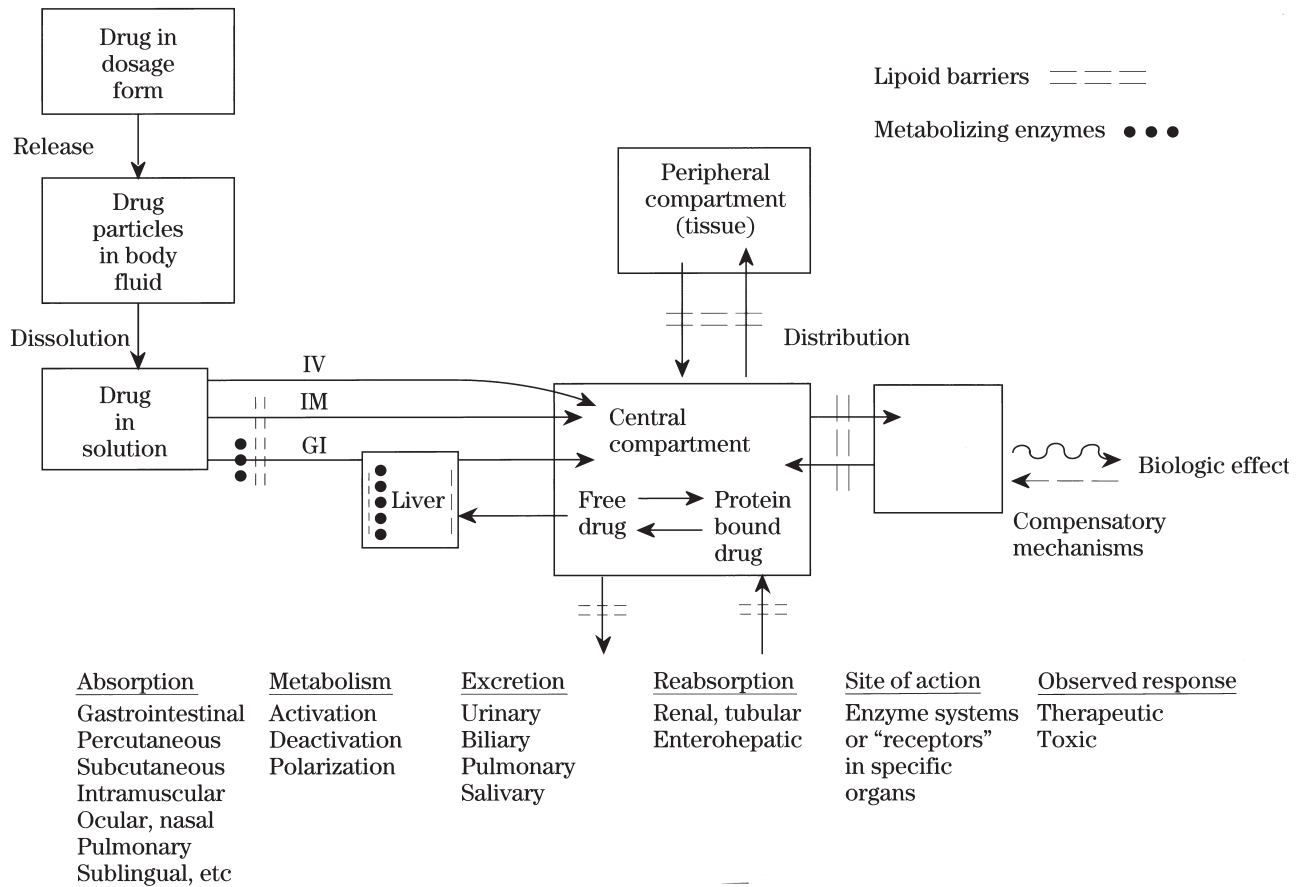 Drug in
dosage
form
Release
Drug
particles
in body
fluid
Dissolution
Drug
in
solution
IV
IM
GI
Liver
Lipoid barriers
Metabolizing enzymes
Peripheral
compartment
(tissue)
Distribution
Central
compartment
Free
drug
Protein
bound
drug
Biologic effect
Compensatory
mechanisms
Absorption
Gastrointestinal
Percutaneous
Subcutaneous
Intramuscular
Ocular, nasal
Pulmonary
Sublingual, etc
Metabolism
Activation
Deactivation
Polarization
Excretion
Urinary
Biliary
Pulmonary
Salivary
Reabsorption
Renal, tubular
Enterohepatic
Site of action
Enzyme systems
or “receptors”
in specific
organs
Observed response
Therapeutic
Toxic